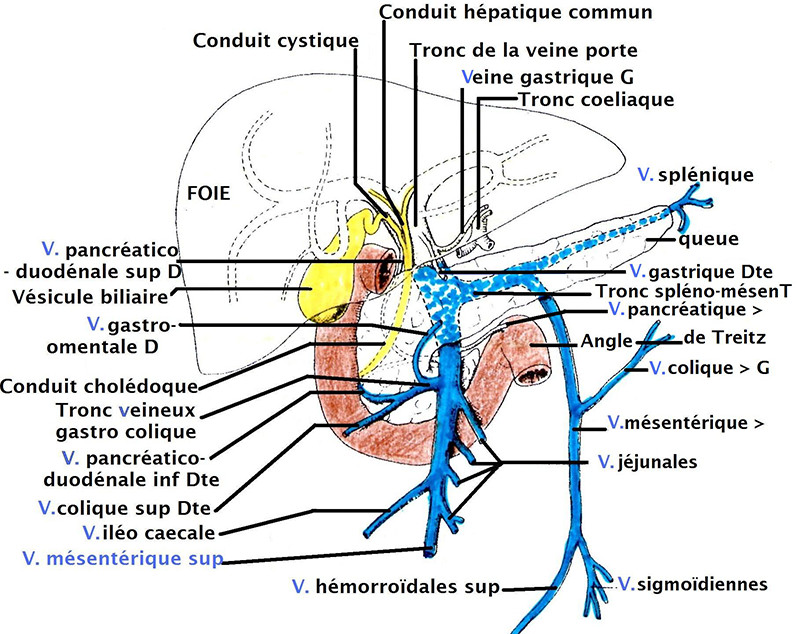 Conduit hépatique commun
Conduit cystique
Tronc de la veine porte
Veine gastrique G
Tronc coeliaque
V. splénique
FOIE
queue
V. pancréatico
- duodénale sup D
V. gastrique Dte
Vésicule biliaire
Tronc spléno-mésenT
V. pancréatique >
V. gastro-
omentale D
Angle
de Treitz
V. colique > G
Conduit cholédoque
Tronc veineux
gastro colique
V. mésentérique >
V. pancréatico-
duodénale inf Dte
V. jéjunales
V. colique sup Dte
V. iléo caecale
V. mésentérique sup
V. hémorroïdales sup
V. sigmoïdiennes